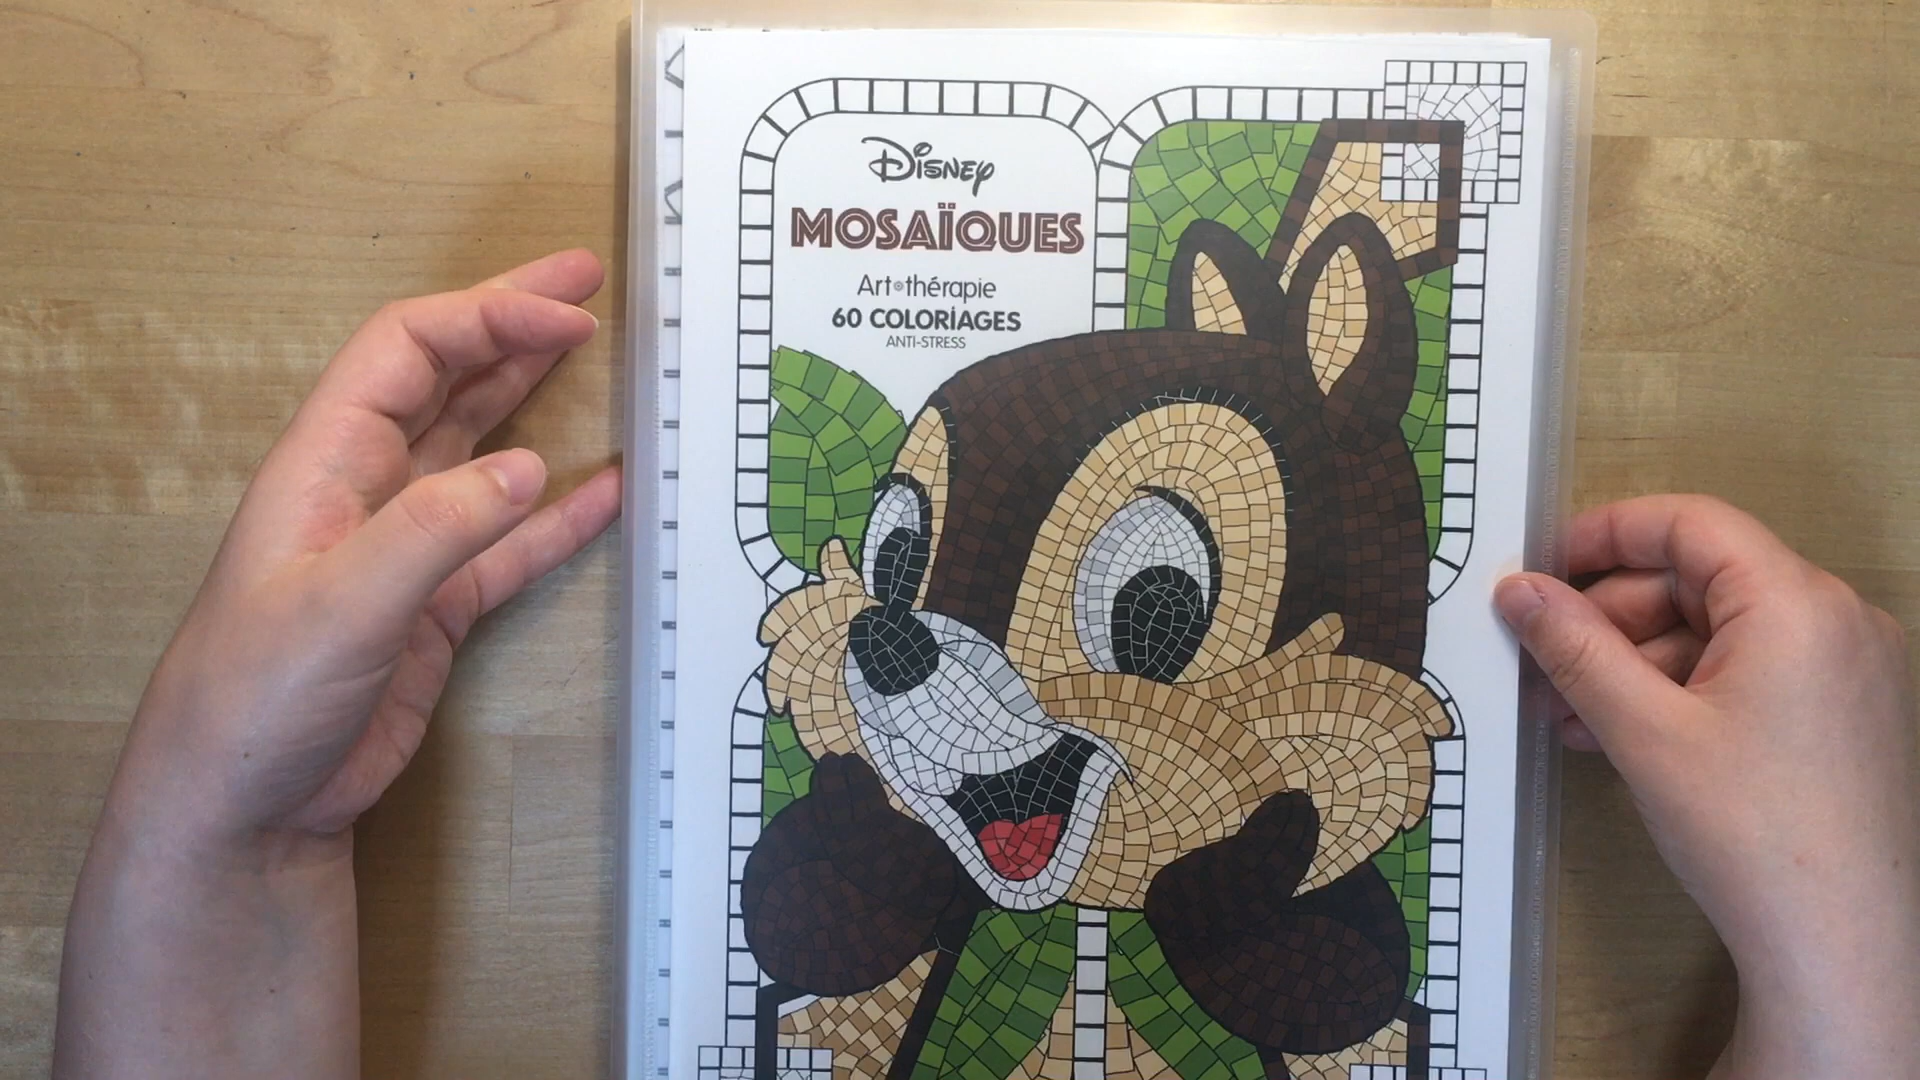 Disney
MOSAÏQUES
Art•thérapie
60 COLORIAGES
ANTI-STRESS